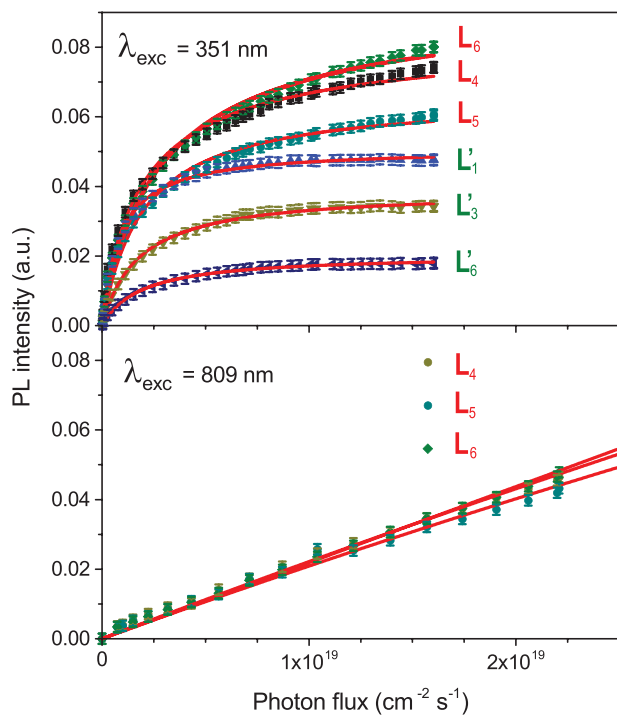 λexc = 351 nm
0.08
0.06
0.04
0.02
0.00
L6
L4
L5
L'1
L'3
L'6
PL intensity (a.u.)
λexc = 809 nm
L4
L5
L6
0.08
0.06
0.04
0.02
0.00
0 1x10^19 2x10^19
Photon flux (cm^-2 s^-1)